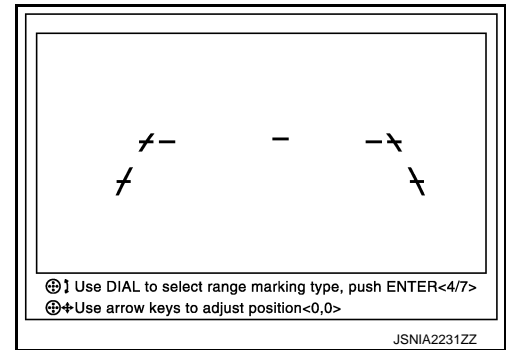 Use DIAL to select range marking type, push ENTER<4/7>
Use arrow keys to adjust position<0,0>
JSNIA2231ZZ